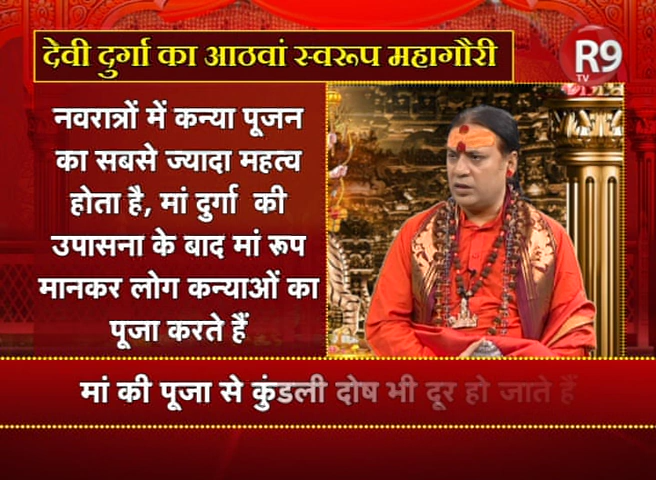 देवी दुर्गा का आठवां स्वरूप महागौरी
R9
TV
नवरात्रों में कन्या पूजन
का सबसे ज्यादा महत्व
होता है, मां दुर्गा की
उपासना के बाद मां रूप
मानकर लोग कन्याओं का
पूजा करते हैं
मां की पूजा से कुंडली दोष भी दूर हो जाते हैं